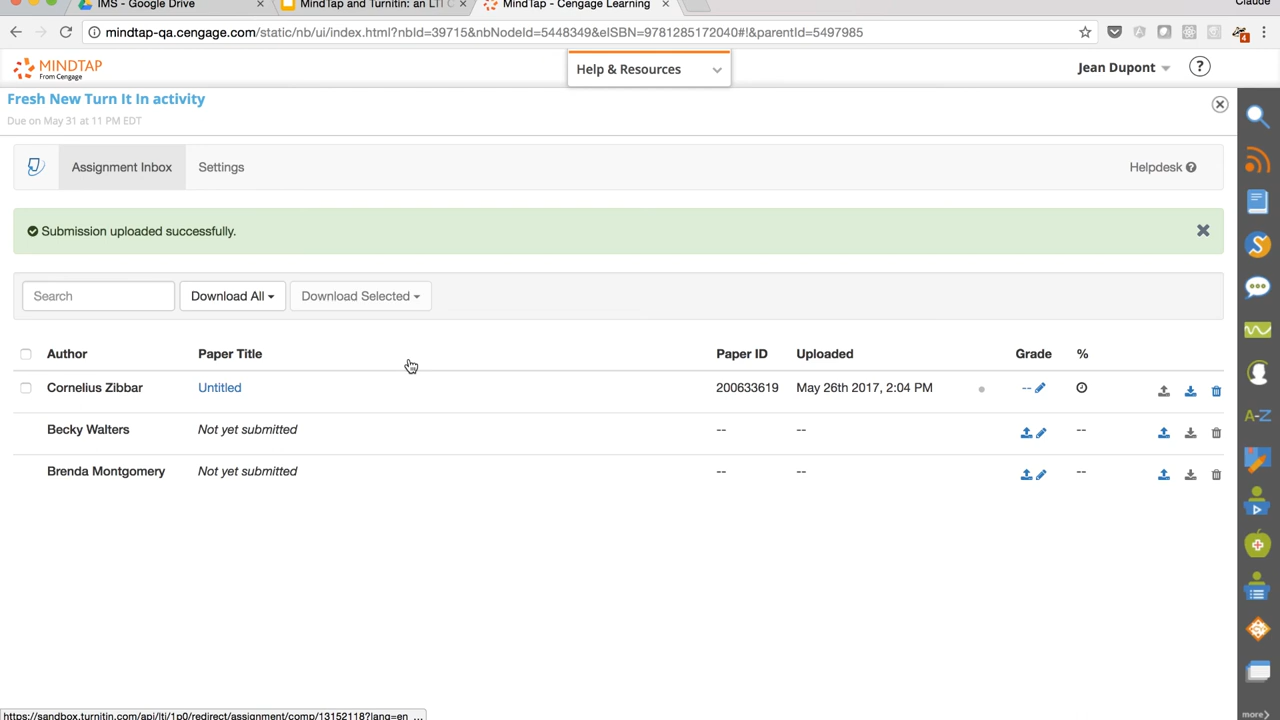 IMS - Google Drive
MindTap and Turnitin: an LTI C
MindTap - Cengage Learning
Claude
mindtap-qa.cengage.com/static/nb/ui/index.html?nbId=39715&nbNodeId=5448349&eISBN=9781285172040#!&parentId=5497985
4
MINDTAP
From Cengage
Help & Resources
Jean Dupont
?
Fresh New Turn It In activity
Due on May 31 at 11 PM EDT
Assignment Inbox Settings Helpdesk
Submission uploaded successfully.
Search Download All Download Selected
Author Paper Title Paper ID Uploaded Grade %
Cornelius Zibbar Untitled 200633619 May 26th 2017, 2:04 PM --
Becky Walters Not yet submitted -- -- --
Brenda Montgomery Not yet submitted -- -- --
A-Z
more>
https://sandbox.turnitin.com/api/lti/1p0/redirect/assignment/comp/13152118?lang=en_...